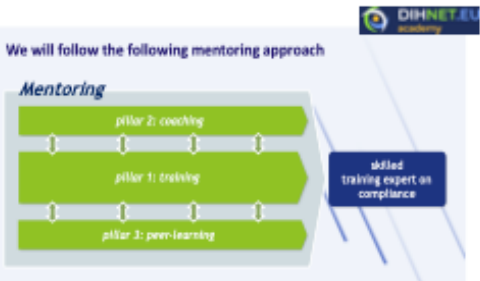 DIHNET.EU
academy
We will follow the following mentoring approach
Mentoring
pillar 2: coaching
pillar 1: training
pillar 3: peer-learning
skilled
training expert on
compliance